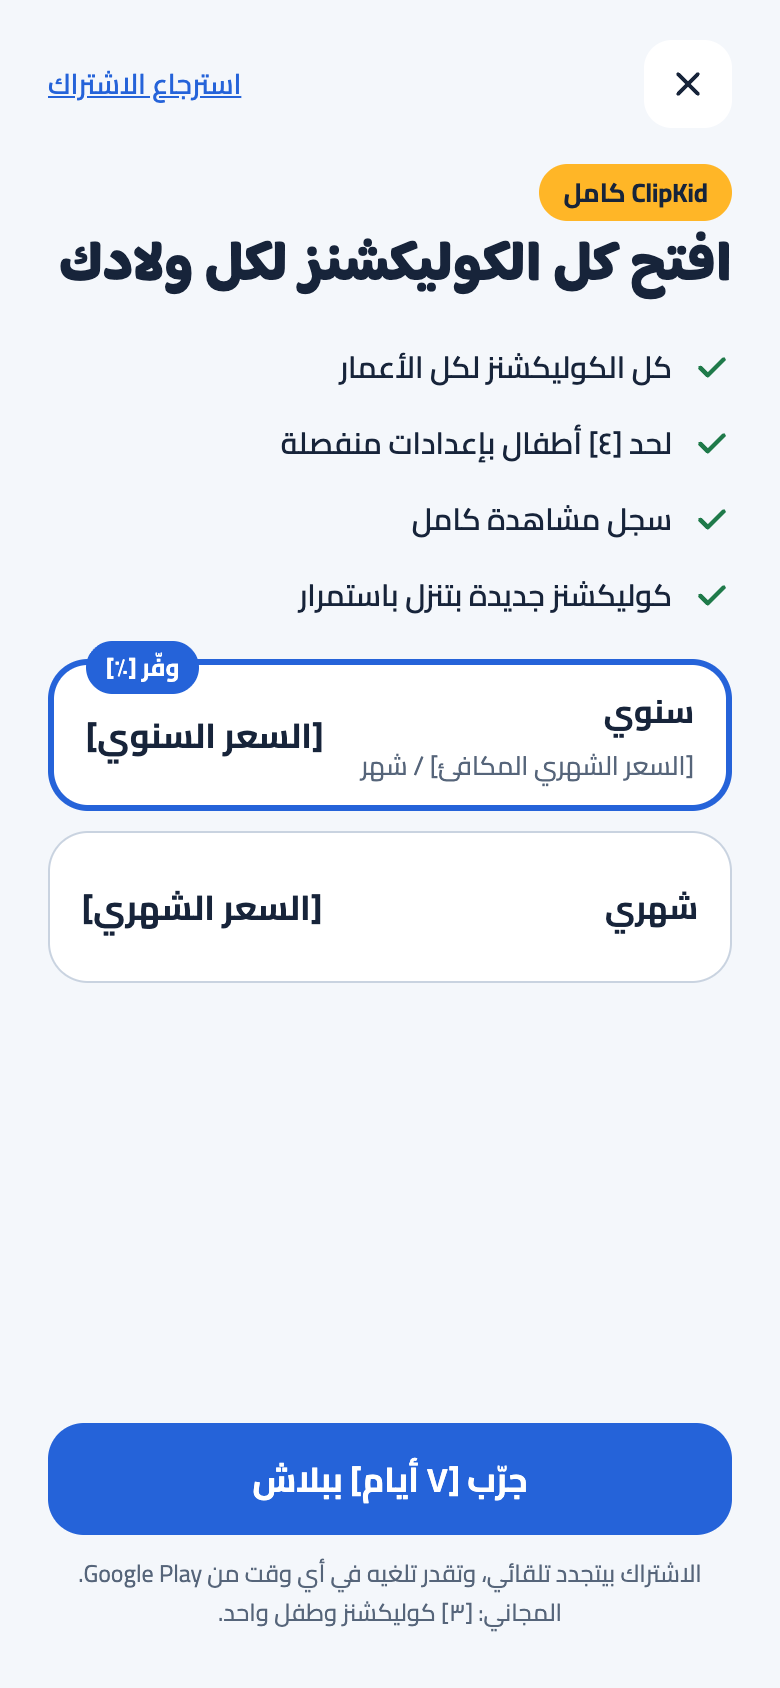 استرجاع الاشتراك
ClipKid كامل
افتح كل الكوليكشنز لكل ولادك
كل الكوليكشنز لكل الأعمار
لحد [٤] أطفال بإعدادات منفصلة
سجل مشاهدة كامل
كوليكشنز جديدة بتنزل باستمرار
وفّر [٪]
سنوي
[السعر السنوي]
[السعر الشهري المكافئ] / شهر
شهري
[السعر الشهري]
جرّب [٧ أيام] ببلاش
الاشتراك بيتجدد تلقائي، وتقدر تلغيه في أي وقت من Google Play.
المجاني: [٣] كوليكشنز وطفل واحد.